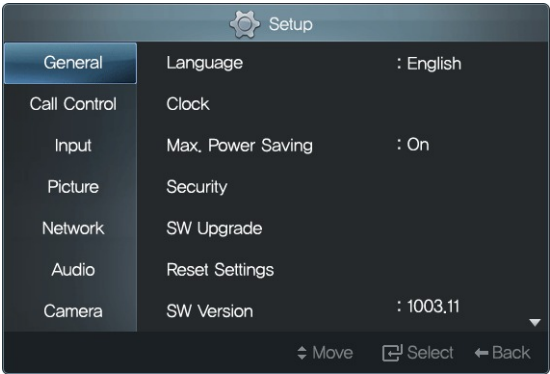 Setup
General
Language : English
Call Control
Clock
Input
Max. Power Saving : On
Picture
Security
Network
SW Upgrade
Audio
Reset Settings
Camera
SW Version : 1003.11
Move Select Back